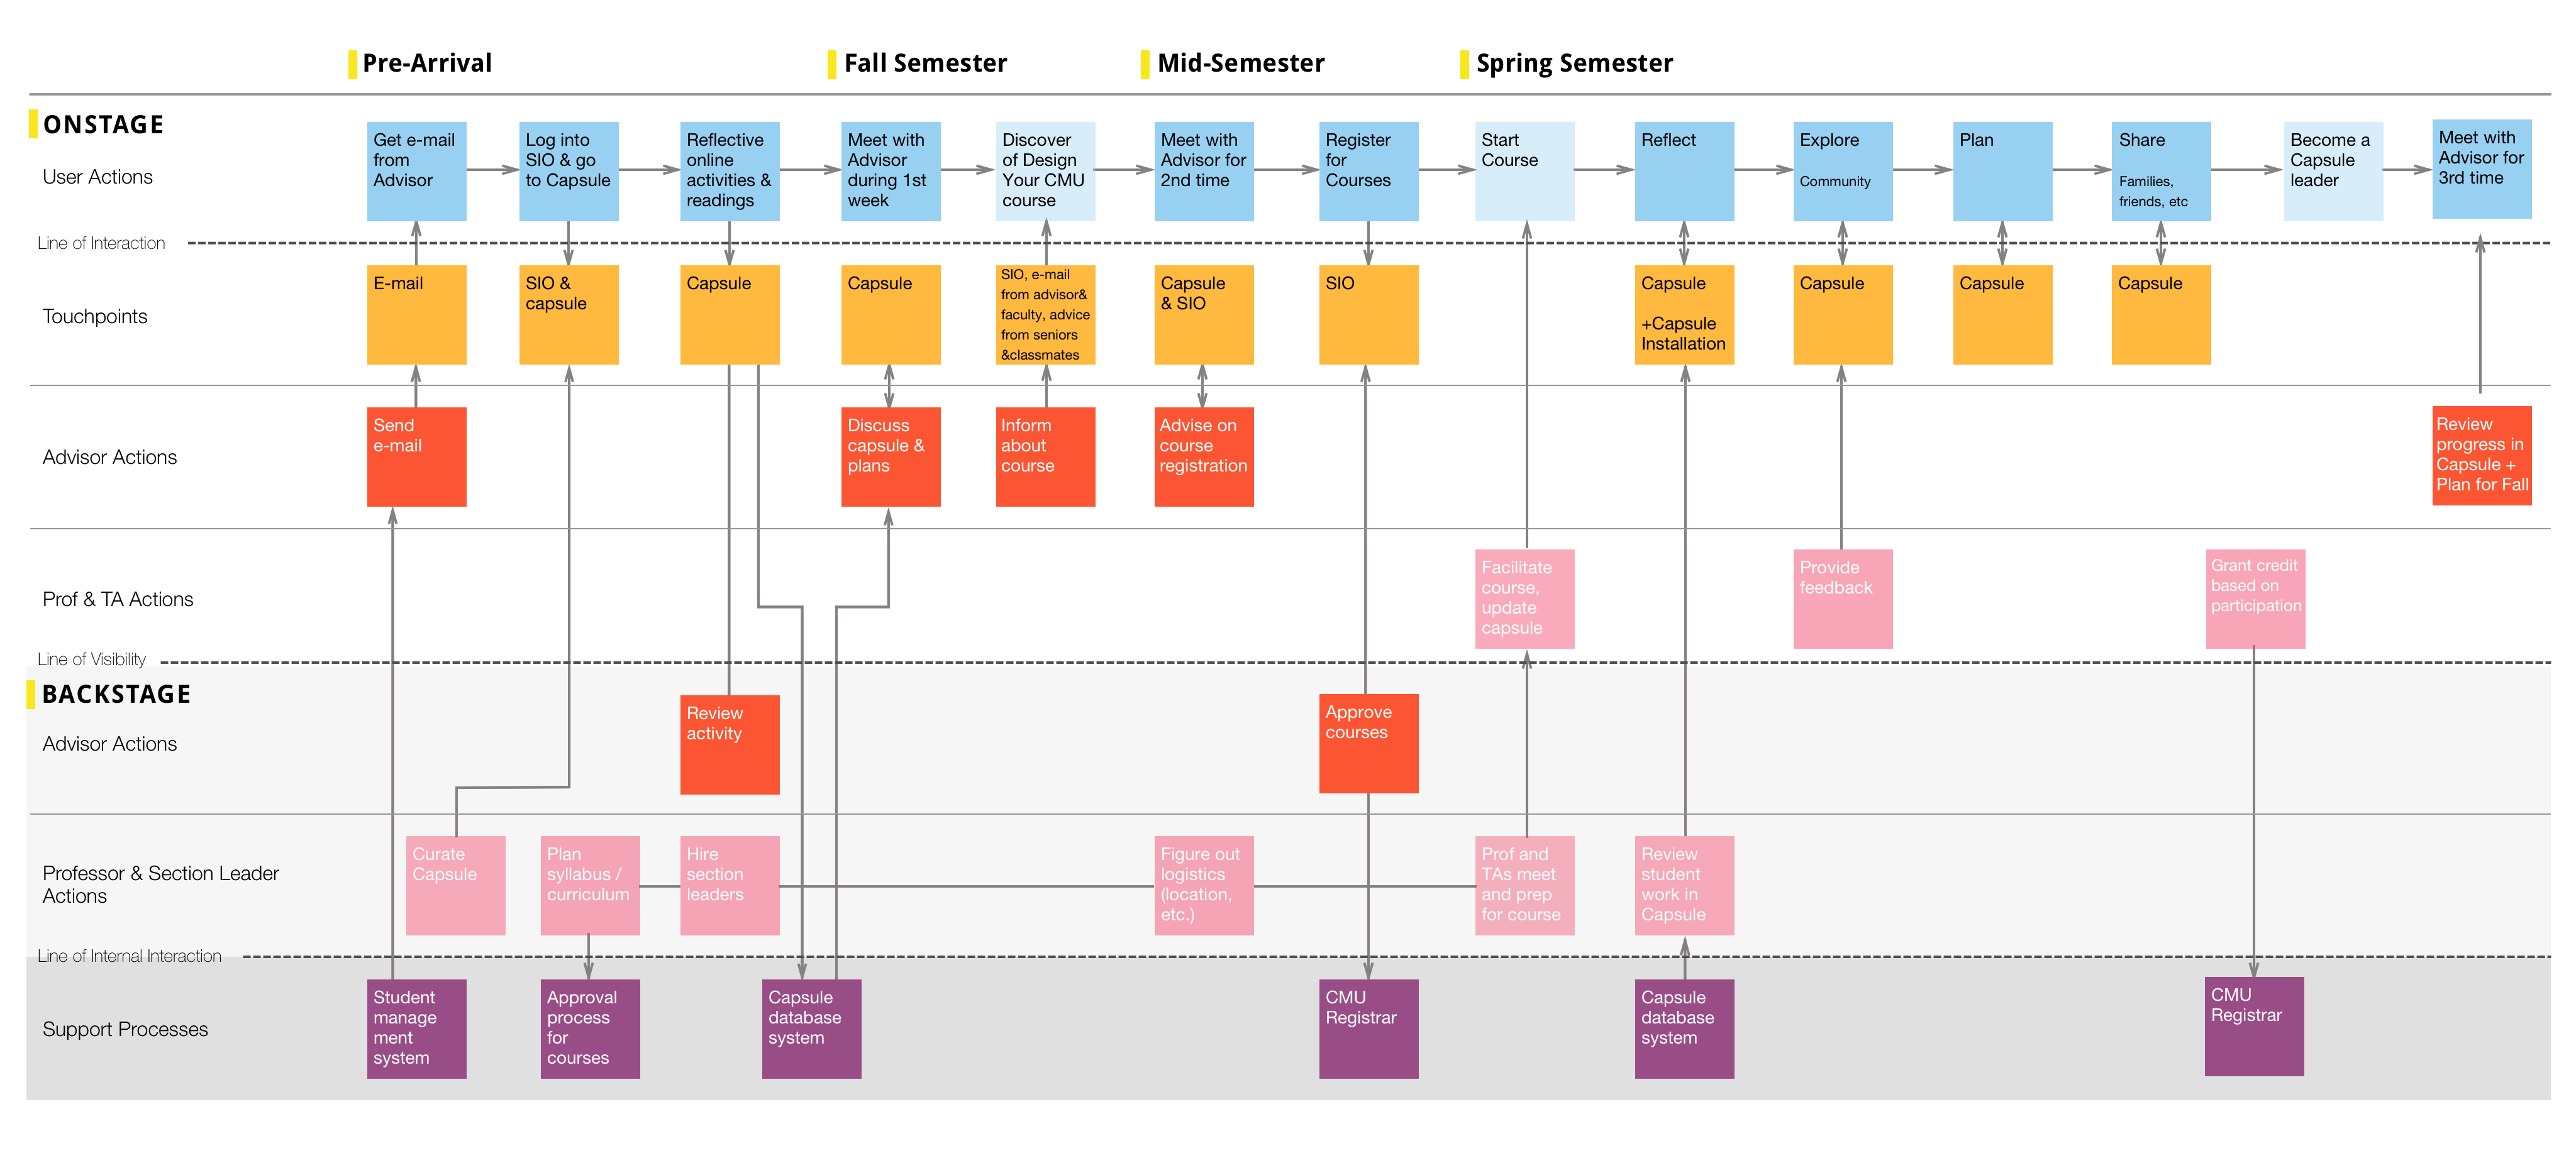 Pre-Arrival
Fall Semester
Mid-Semester
Spring Semester
ONSTAGE
User Actions
Get e-mail
from
Advisor
Log into
SIO & go
to Capsule
Reflective
online
activities &
readings
Meet with
Advisor
during 1st
week
Discover
of Design
Your CMU
course
Meet with
Advisor for
2nd time
Register
for
Courses
Start
Course
Reflect
Explore
Community
Plan
Share
Families,
friends, etc
Become a
Capsule
leader
Meet with
Advisor for
3rd time
Line of Interaction
Touchpoints
E-mail
SIO &
capsule
Capsule
Capsule
SIO, e-mail
from advisor&
faculty, advice
from seniors
&classmates
Capsule
& SIO
SIO
Capsule
+Capsule
Installation
Capsule
Capsule
Capsule
Advisor Actions
Send
e-mail
Discuss
capsule &
plans
Inform
about
course
Advise on
course
registration
Review
progress in
Capsule +
Plan for Fall
Prof & TA Actions
Facilitate
course,
update
capsule
Provide
feedback
Grant credit
based on
participation
Line of Visibility
BACKSTAGE
Advisor Actions
Review
activity
Approve
courses
Professor & Section Leader
Actions
Curate
Capsule
Plan
syllabus /
curriculum
Hire
section
leaders
Figure out
logistics
(location,
etc.)
Prof and
TAs meet
and prep
for course
Review
student
work in
Capsule
Line of Internal Interaction
Support Processes
Student
manage
ment
system
Approval
process
for
courses
Capsule
database
system
CMU
Registrar
Capsule
database
system
CMU
Registrar